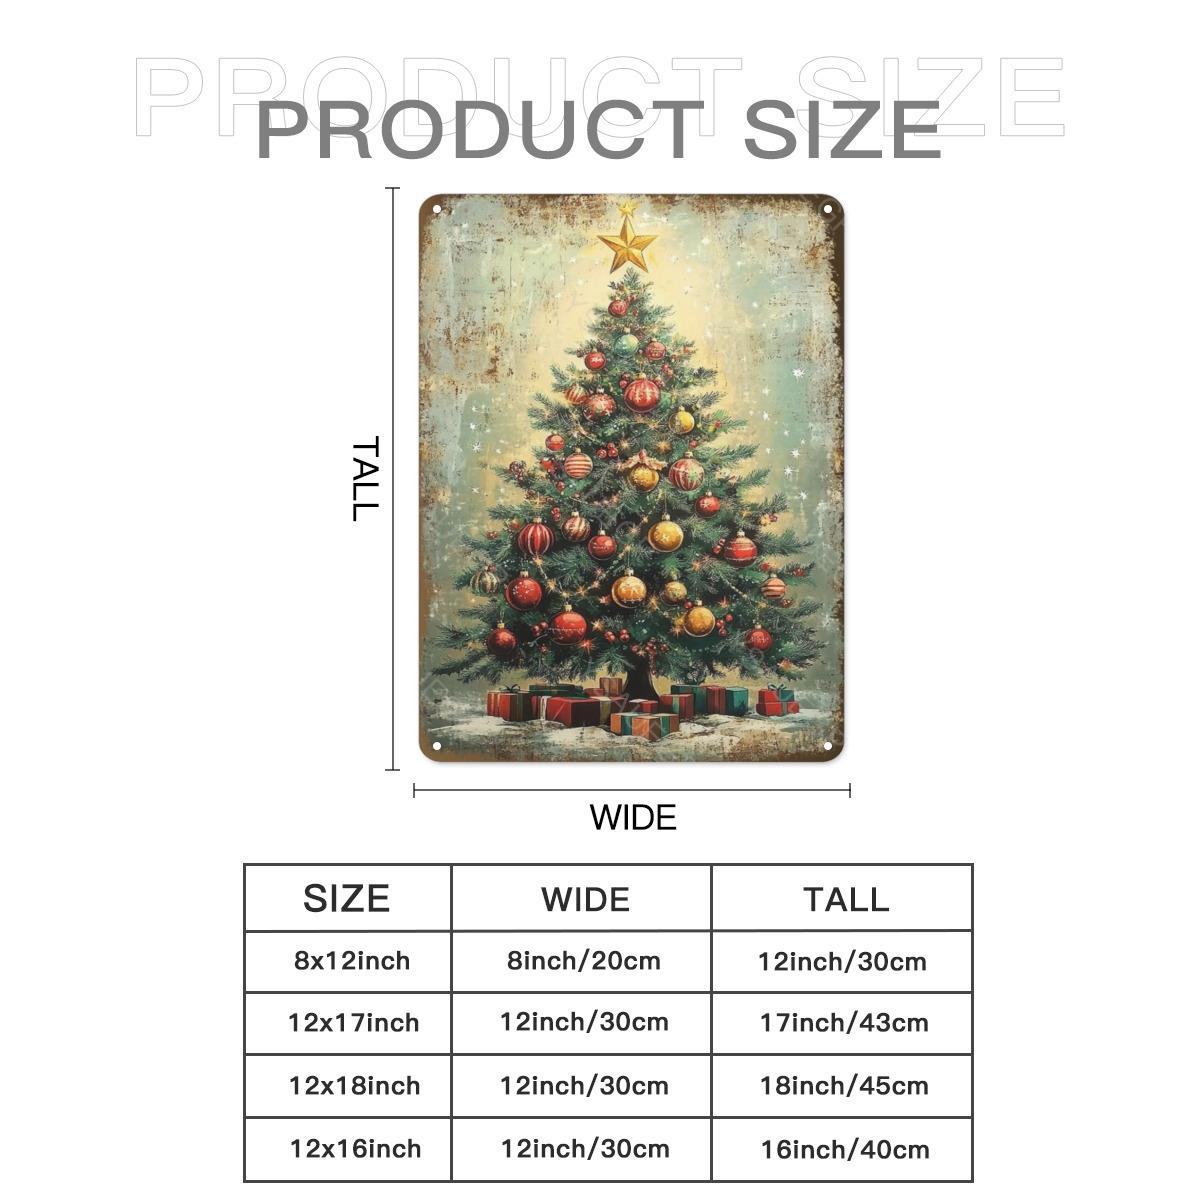 PRODUCT SIZE
PRODUCT SIZE
TALL
WIDE
SIZE WIDE TALL
8x12inch 8inch/20cm 12inch/30cm
12x17inch 12inch/30cm 17inch/43cm
12x18inch 12inch/30cm 18inch/45cm
12x16inch 12inch/30cm 16inch/40cm